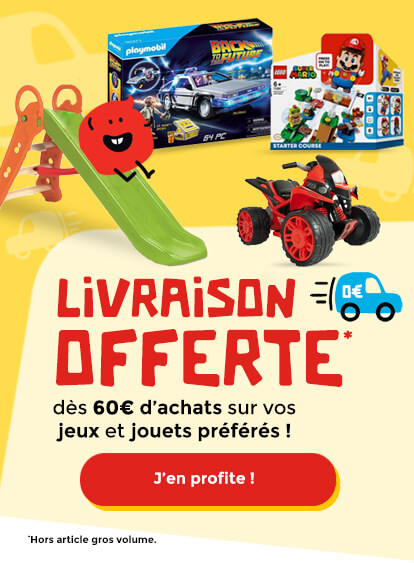 playmobil
BACK
TO THE
FUTURE
64 PC
LEGO
SUPER
MARIO
6+
STARTER COURSE
LiVRAiSON
0€
OFFERTE*
dès 60€ d'achats sur vos
jeux et jouets préférés !
J'en profite !
*Hors article gros volume.